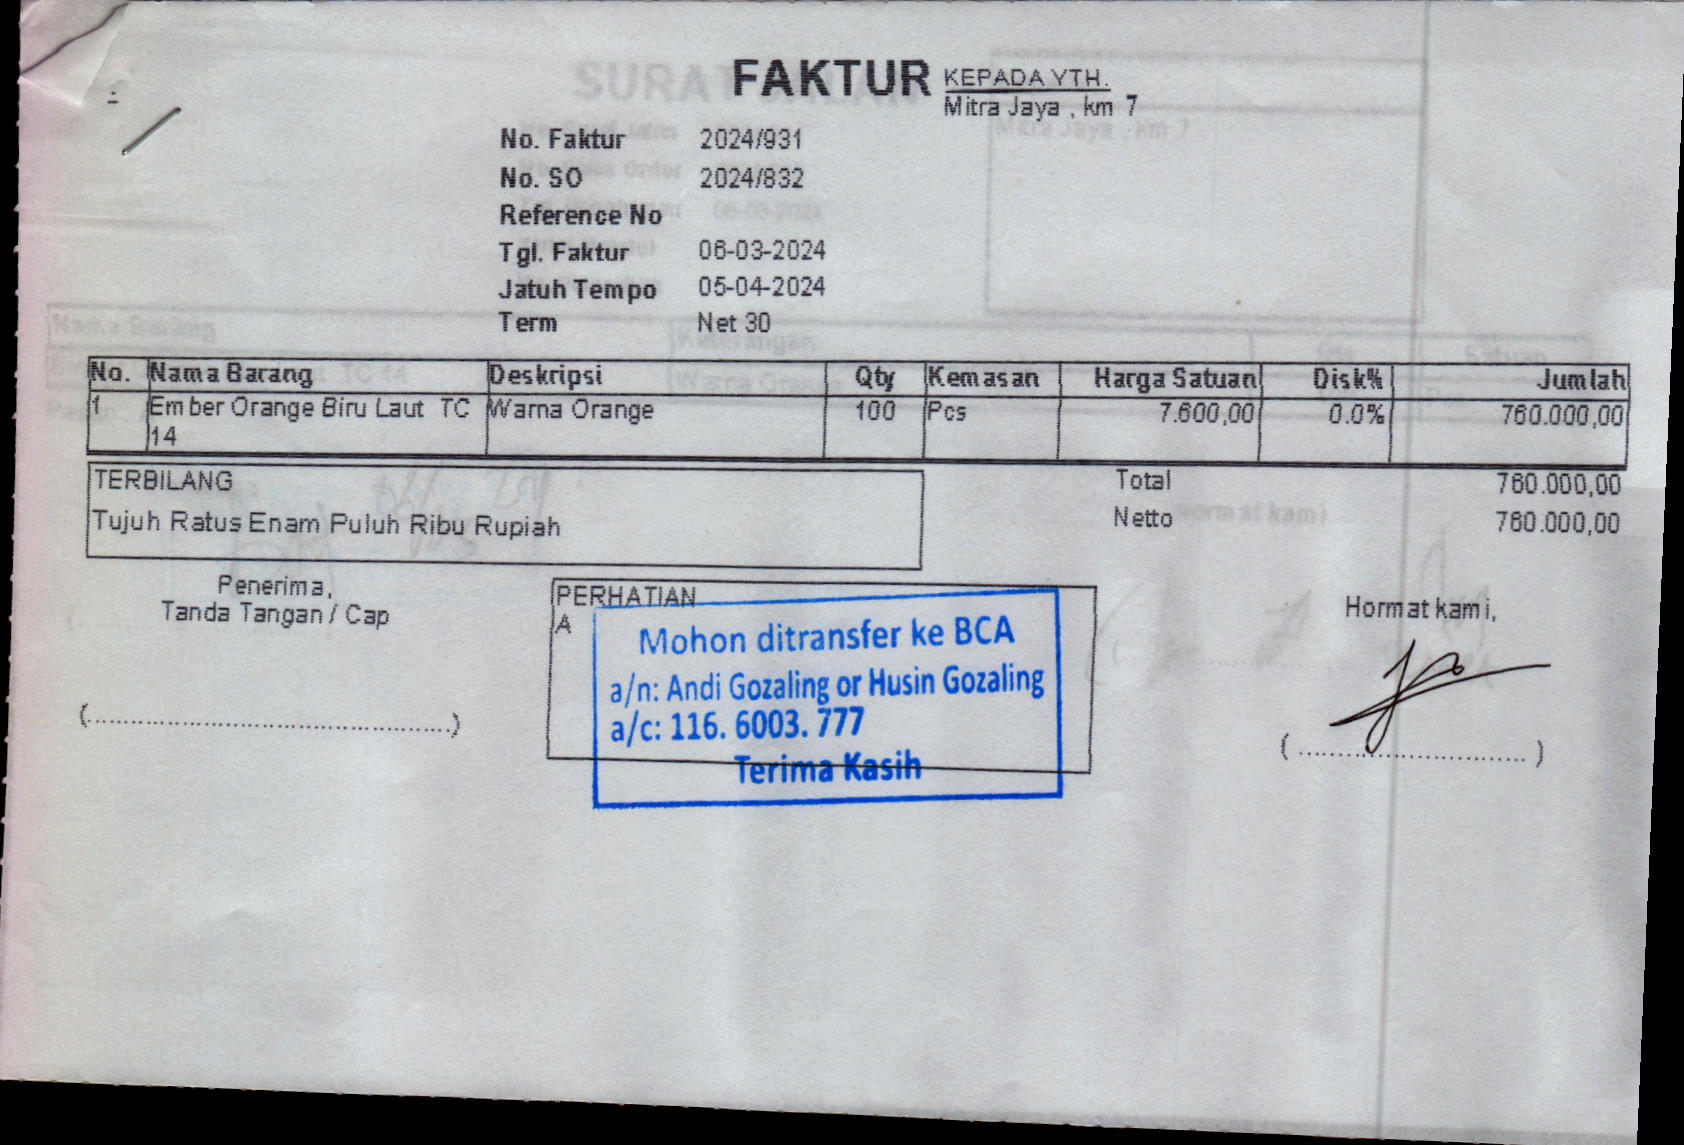 FAKTUR
KEPADA YTH.
Mitra Jaya , km 7
No. Faktur 2024/931
No. SO 2024/832
Reference No
Tgl. Faktur 06-03-2024
Jatuh Tempo 05-04-2024
Term Net 30
No. Nama Barang Deskripsi Qty Kemasan Harga Satuan Disk% Jumlah
1 Ember Orange Biru Laut TC 14 Warna Orange 100 Pcs 7.600,00 0.0% 760.000,00
TERBILANG
Tujuh Ratus Enam Puluh Ribu Rupiah
Total 760.000,00
Netto 760.000,00
Penerima,
Tanda Tangan / Cap
(........................................)
PERHATIAN
A
Mohon ditransfer ke BCA
a/n: Andi Gozaling or Husin Gozaling
a/c: 116. 6003. 777
Terima Kasih
Hormat kami,
( ............................ )